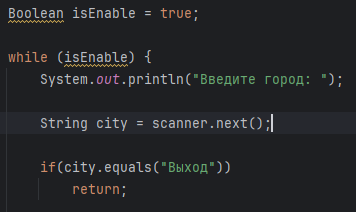 Boolean isEnable = true;
while (isEnable) {
System.out.println("Введите город: ");
String city = scanner.next();
if(city.equals("Выход"))
return;